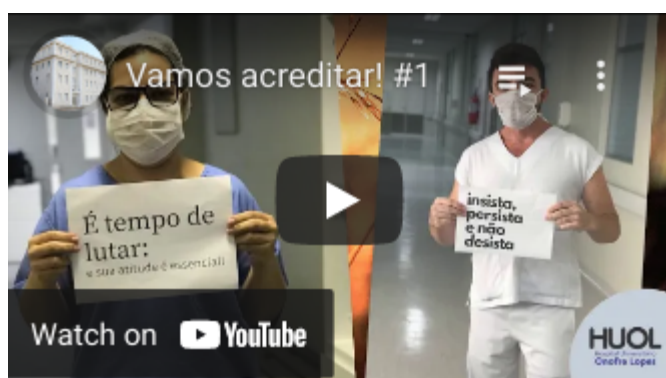 Vamos acreditar! #1
É tempo de
lutar:
e sua atitude é essencial!
insista,
persista
e não
desista
Watch on YouTube
HUOL
Hospital Universitário
Onofre Lopes